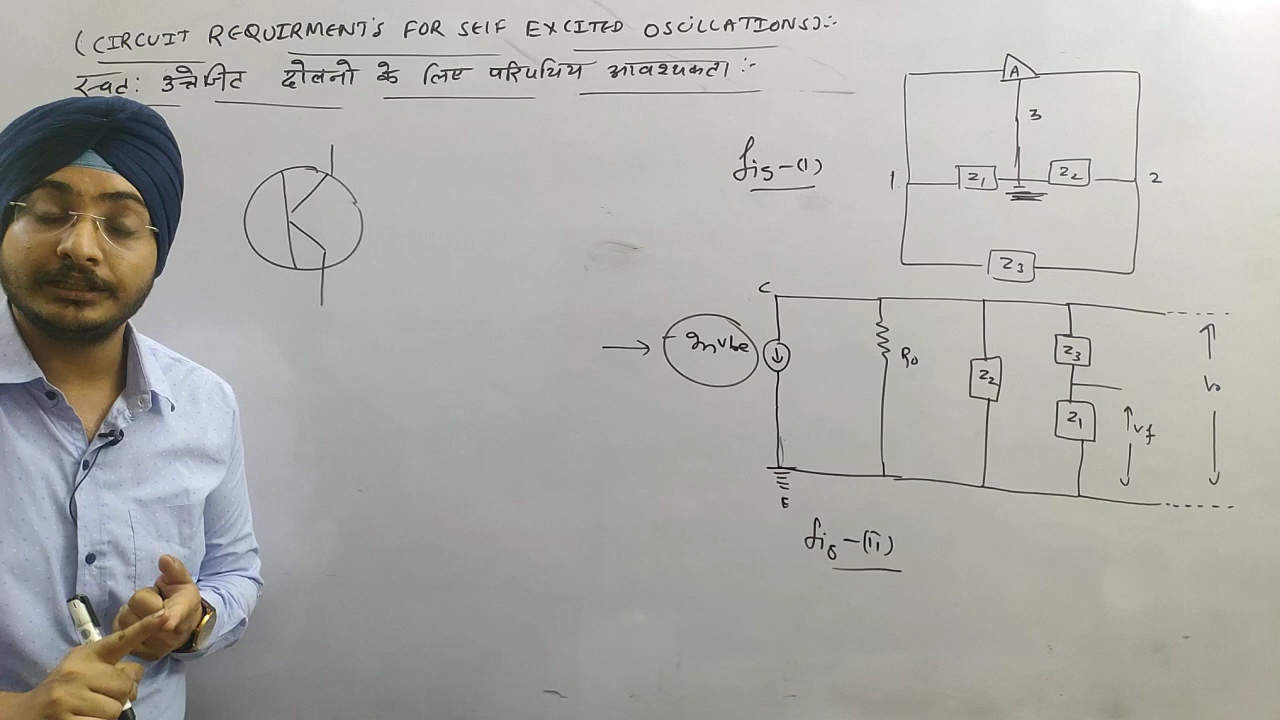 (CIRCUIT REQUIRMENT'S FOR SELF EXCITED OSCILLATIONS):-
स्वत: उत्तेजित दोलनो के लिए परिपथिय आवश्यकता :-
A
3
fig-(1)
1
Z1
Z2
2
Z3
C
gmvbe
R0
Z2
Z3
Z1
Vf
V0
E
fig-(ii)